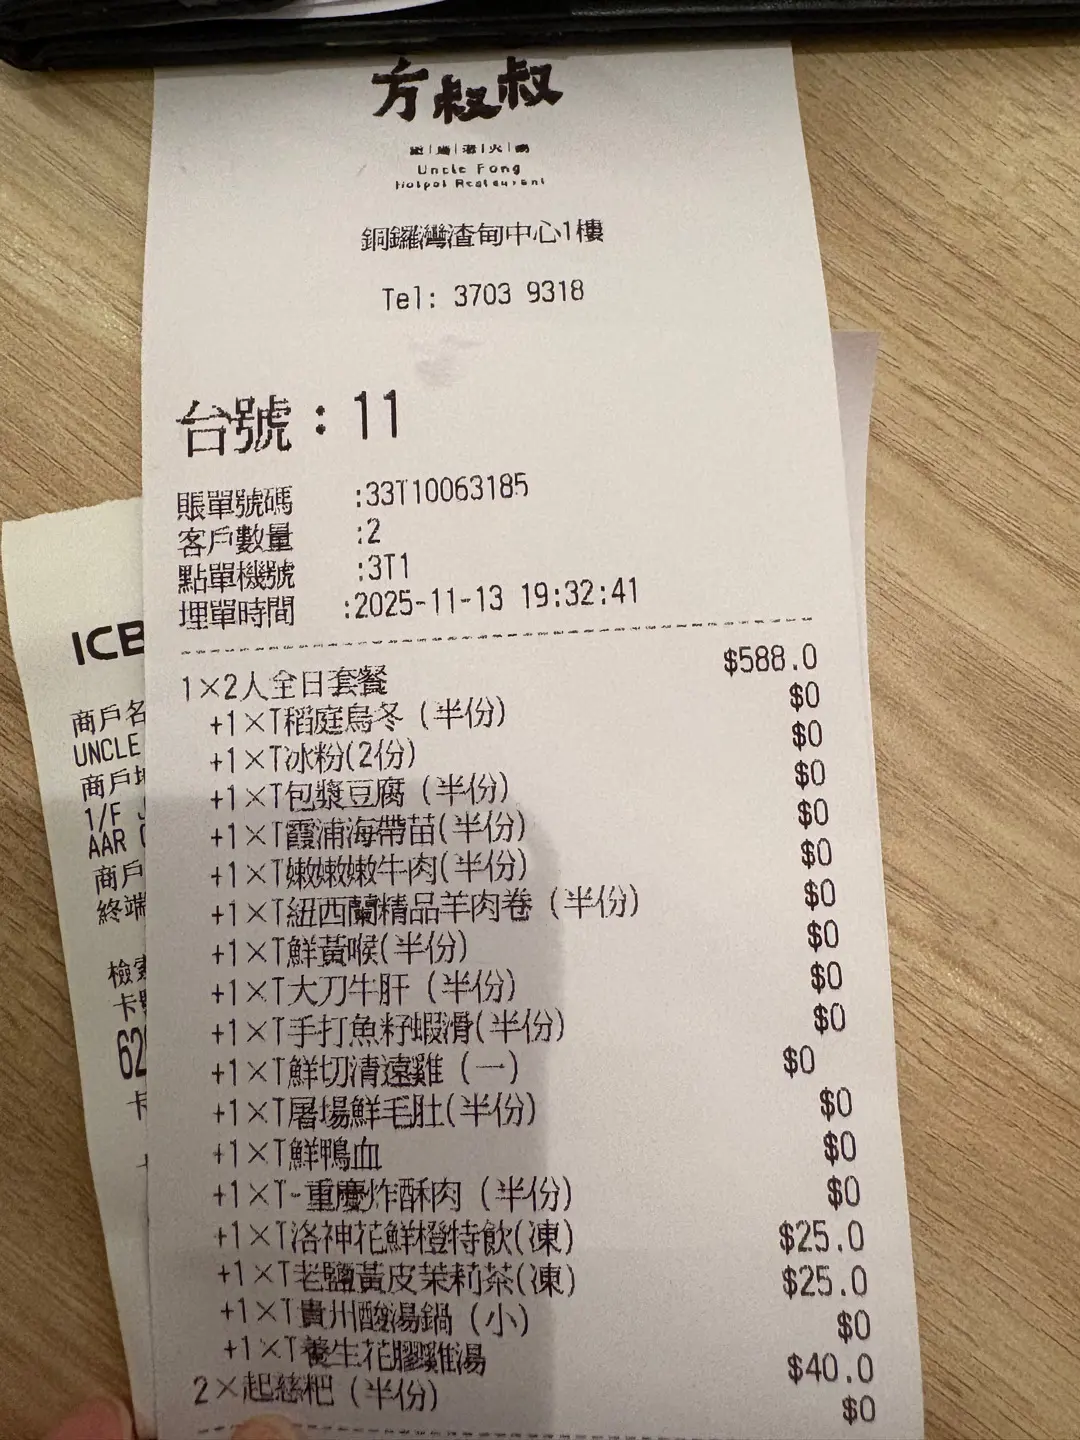 方叔叔
Uncle Fong
Hotpot Restaurant
銅鑼灣渣甸中心1樓
Tel: 3703 9318
台號：11
賬單號碼 :33T10063185
客戶數量 :2
點單機號 :3T1
埋單時間 :2025-11-13 19:32:41
1×2人全日套餐 $588.0
+1×T稻庭烏冬（半份） $0
+1×T冰粉(2份) $0
+1×T包漿豆腐（半份） $0
+1×T霞浦海帶苗(半份) $0
+1×T嫩嫩嫩牛肉(半份) $0
+1×T紐西蘭精品羊肉卷（半份） $0
+1×T鮮黃喉(半份) $0
+1×T大刀牛肝（半份） $0
+1×T手打魚籽蝦滑(半份) $0
+1×T鮮切清遠雞（一） $0
+1×T屠場鮮毛肚(半份) $0
+1×T鮮鴨血 $0
+1×T-重慶炸酥肉（半份） $0
+1×T洛神花鮮橙特飲(凍) $25.0
+1×T老鹽黃皮茉莉茶(凍) $25.0
+1×T貴州酸湯鍋（小） $0
+1×T養生花膠雞湯 $40.0
2×粑（半份） $0
ICB
商戶名
UNCLE
商戶
1/F
AAR
商戶
終端
檢索
卡
62
卡